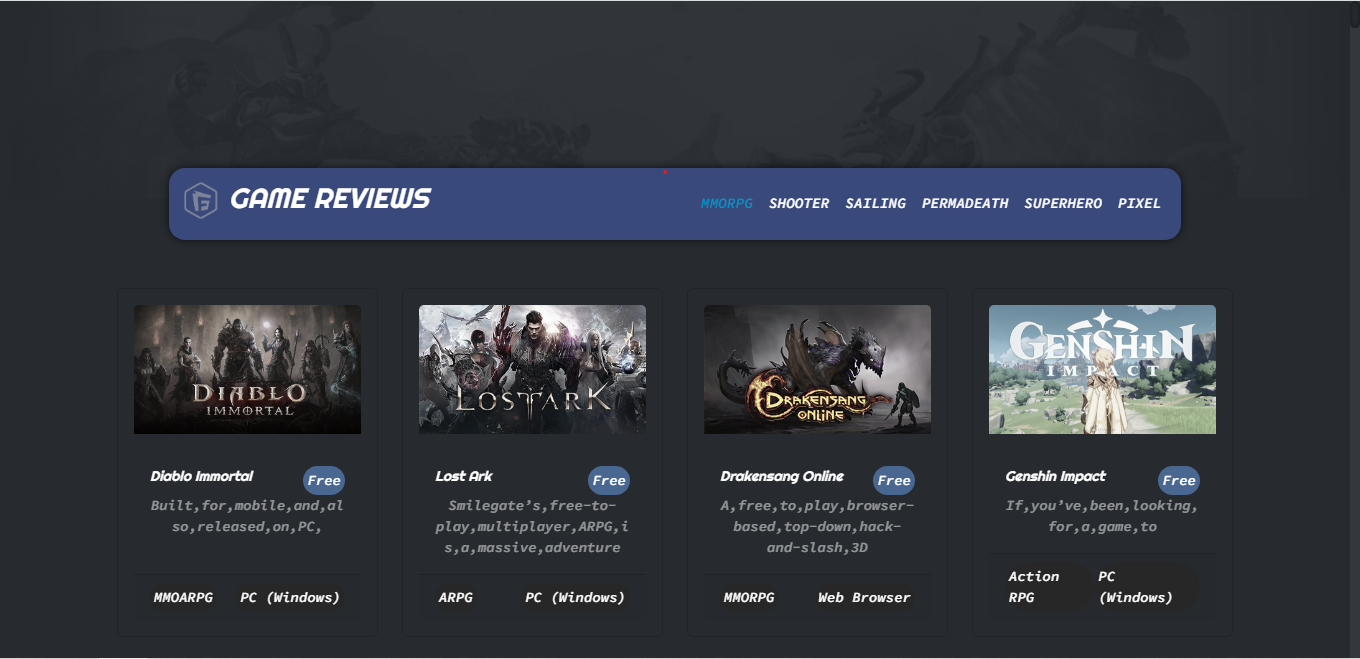 GAME REVIEWS
MMORPG SHOOTER SAILING PERMADEATH SUPERHERO PIXEL
DIABLO
IMMORTAL
LOST ARK
DRAKENSANG
ONLINE
GENSHIN
IMPACT
Diablo Immortal
Free
Built,for,mobile,and,al
so,released,on,PC,
MMOARPG
PC (Windows)
Lost Ark
Free
Smilegate’s,free-to-
play,multiplayer,ARPG,i
s,a,massive,adventure
ARPG
PC (Windows)
Drakensang Online
Free
A,free,to,play,browser-
based,top-down,hack-
and-slash,3D
MMORPG
Web Browser
Genshin Impact
Free
If,you’ve,been,looking,
for,a,game,to
Action
RPG
PC
(Windows)